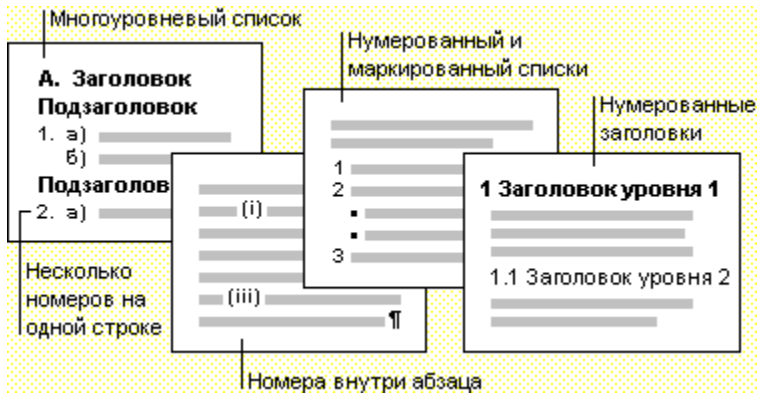 Многоуровневый список
А. Заголовок
Подзаголовок
1. а)
б)
Подзаголов
2. а)
Несколько
номеров на
одной строке
(i)
(iii)
¶
Номера внутри абзаца
Нумерованный и
маркированный списки
1
2
▪
▪
3
Нумерованные
заголовки
1 Заголовок уровня 1
1.1 Заголовок уровня 2